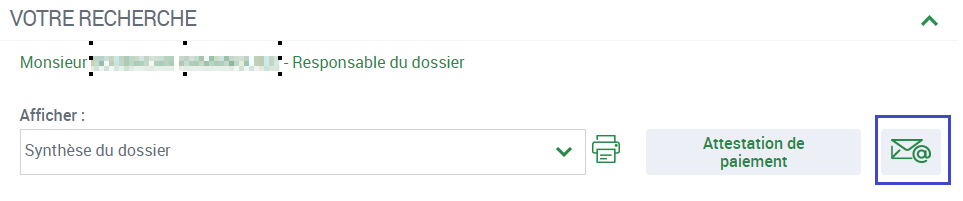 VOTRE RECHERCHE
Monsieur - Responsable du dossier
Afficher :
Synthèse du dossier
Attestation de
paiement